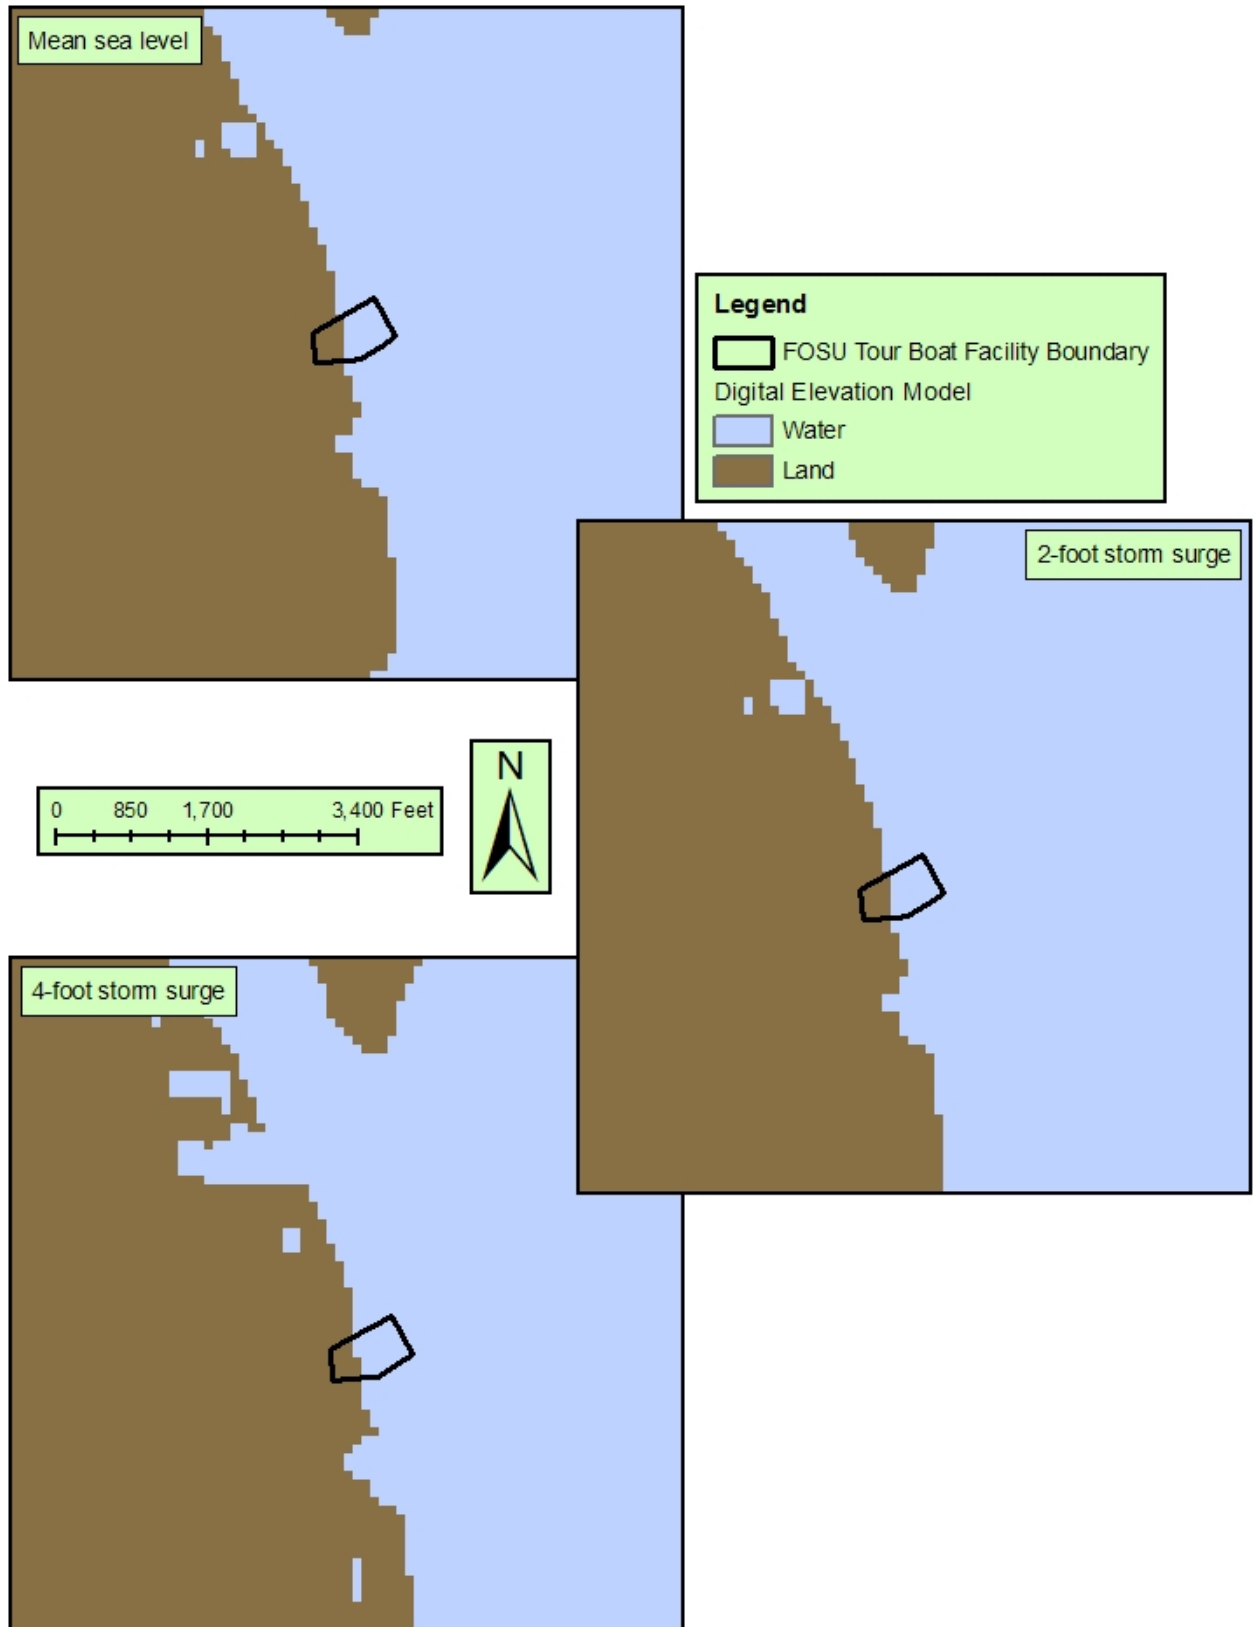 Mean sea level
Legend
FOSU Tour Boat Facility Boundary
Digital Elevation Model
Water
Land
2-foot storm surge
N
0 850 1,700 3,400 Feet
4-foot storm surge